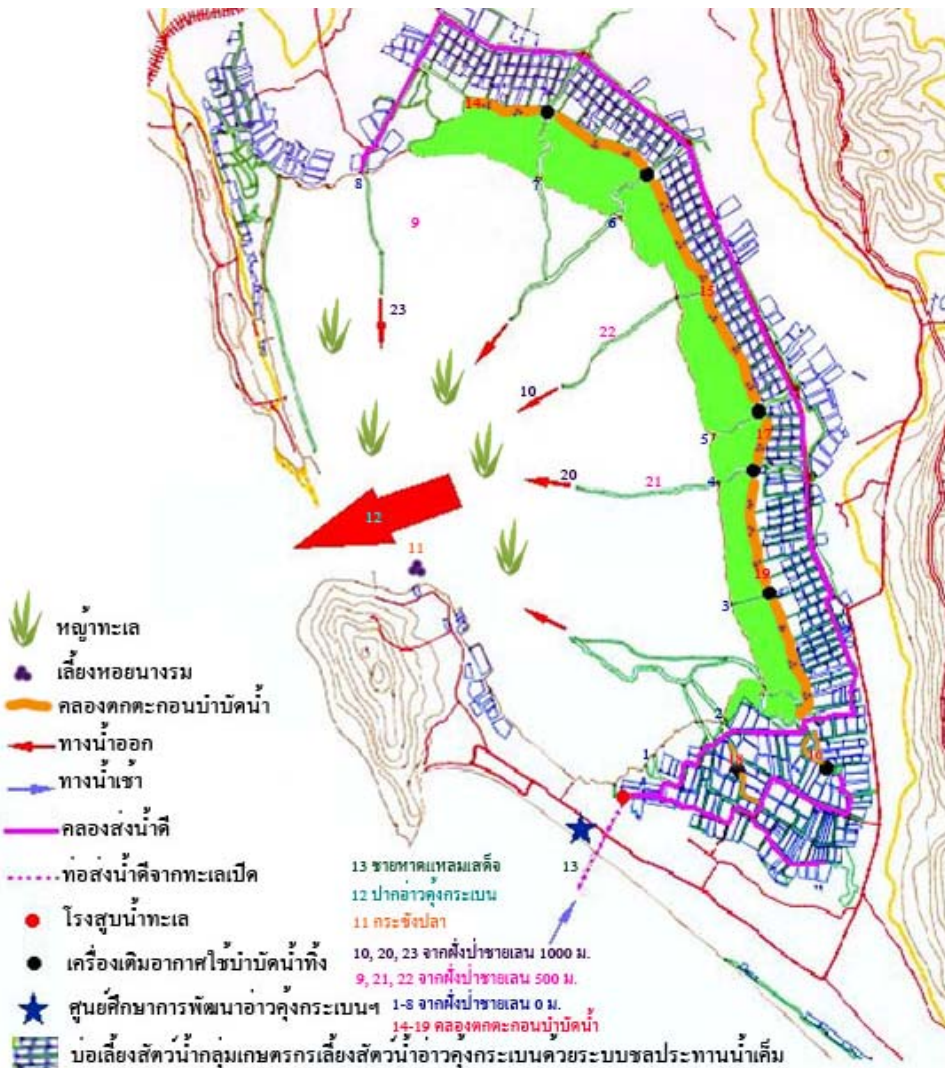 14
8
7
9
6
23
15
22
10
5
17
20
21
4
12
11
19
3
2
1
หญ้าทะเล
เลี้ยงหอยนางรม
คลองตกตะกอนบำบัดน้ำ
ทางน้ำออก
ทางน้ำเข้า
คลองส่งน้ำดี
ท่อส่งน้ำดีจากทะเลเปิด
โรงสูบน้ำทะเล
เครื่องเติมอากาศใช้บำบัดน้ำทิ้ง
ศูนย์ศึกษาการพัฒนาอ่าวคุ้งกระเบนฯ
บ่อเลี้ยงสัตว์น้ำกลุ่มเกษตรกรเลี้ยงสัตว์น้ำอ่าวคุ้งกระเบนด้วยระบบชลประทานน้ำเค็ม
13 ชายหาดแหลมเสด็จ
13
12 ปากอ่าวคุ้งกระเบน
11 กระชังปลา
10, 20, 23 จากฝั่งป่าชายเลน 1000 ม.
9, 21, 22 จากฝั่งป่าชายเลน 500 ม.
1-8 จากฝั่งป่าชายเลน 0 ม.
14-19 คลองตกตะกอนบำบัดน้ำ